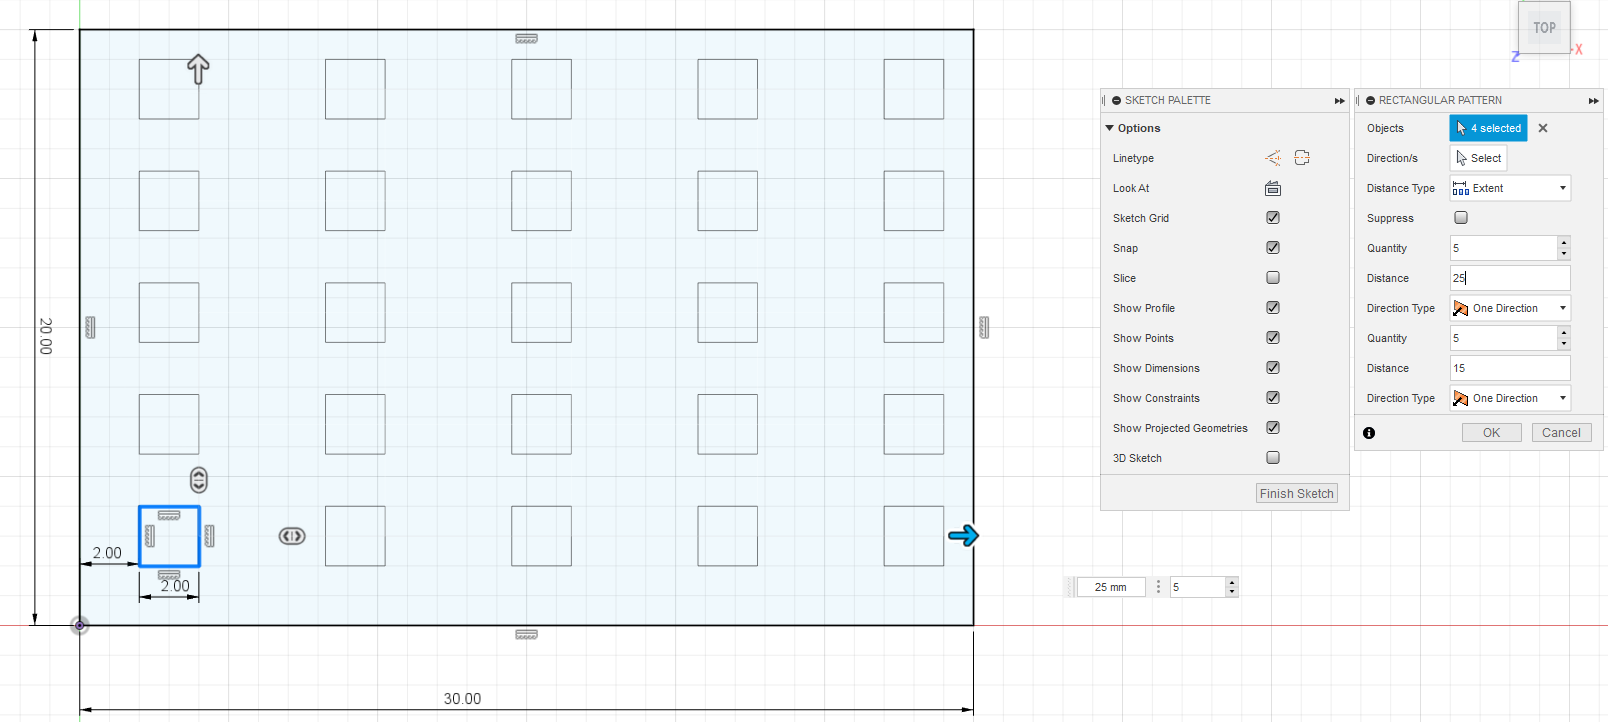 TOP
X
Z
SKETCH PALETTE
Options
Linetype
Look At
Sketch Grid
Snap
Slice
Show Profile
Show Points
Show Dimensions
Show Constraints
Show Projected Geometries
3D Sketch
Finish Sketch
RECTANGULAR PATTERN
Objects 4 selected
Direction/s Select
Distance Type Extent
Suppress
Quantity 5
Distance 25
Direction Type One Direction
Quantity 5
Distance 15
Direction Type One Direction
OK Cancel
20.00
2.00
2.00
25 mm 5
30.00